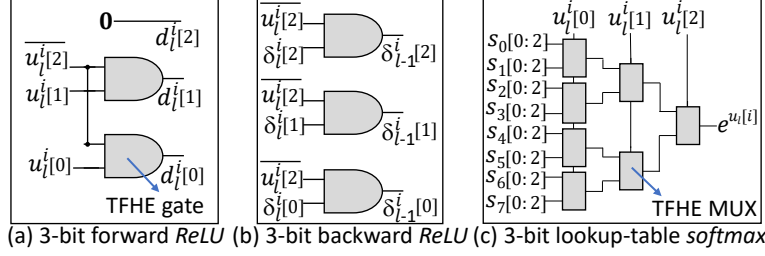 0 d_l^i[2]
\overline{u_l^i[2]}
u_l^i[1] d_l^i[1]
u_l^i[0] d_l^i[0]
TFHE gate
(a) 3-bit forward ReLU
\overline{u_l^i[2]}
δ_l^i[2] δ_{l-1}^i[2]
\overline{u_l^i[2]}
δ_l^i[1] δ_{l-1}^i[1]
\overline{u_l^i[2]}
δ_l^i[0] δ_{l-1}^i[0]
(b) 3-bit backward ReLU
u_l^i[0] u_l^i[1] u_l^i[2]
s_0[0:2]
s_1[0:2]
s_2[0:2]
s_3[0:2]
s_4[0:2]
s_5[0:2]
s_6[0:2]
s_7[0:2]
e^{u_l[i]}
TFHE MUX
(c) 3-bit lookup-table softmax